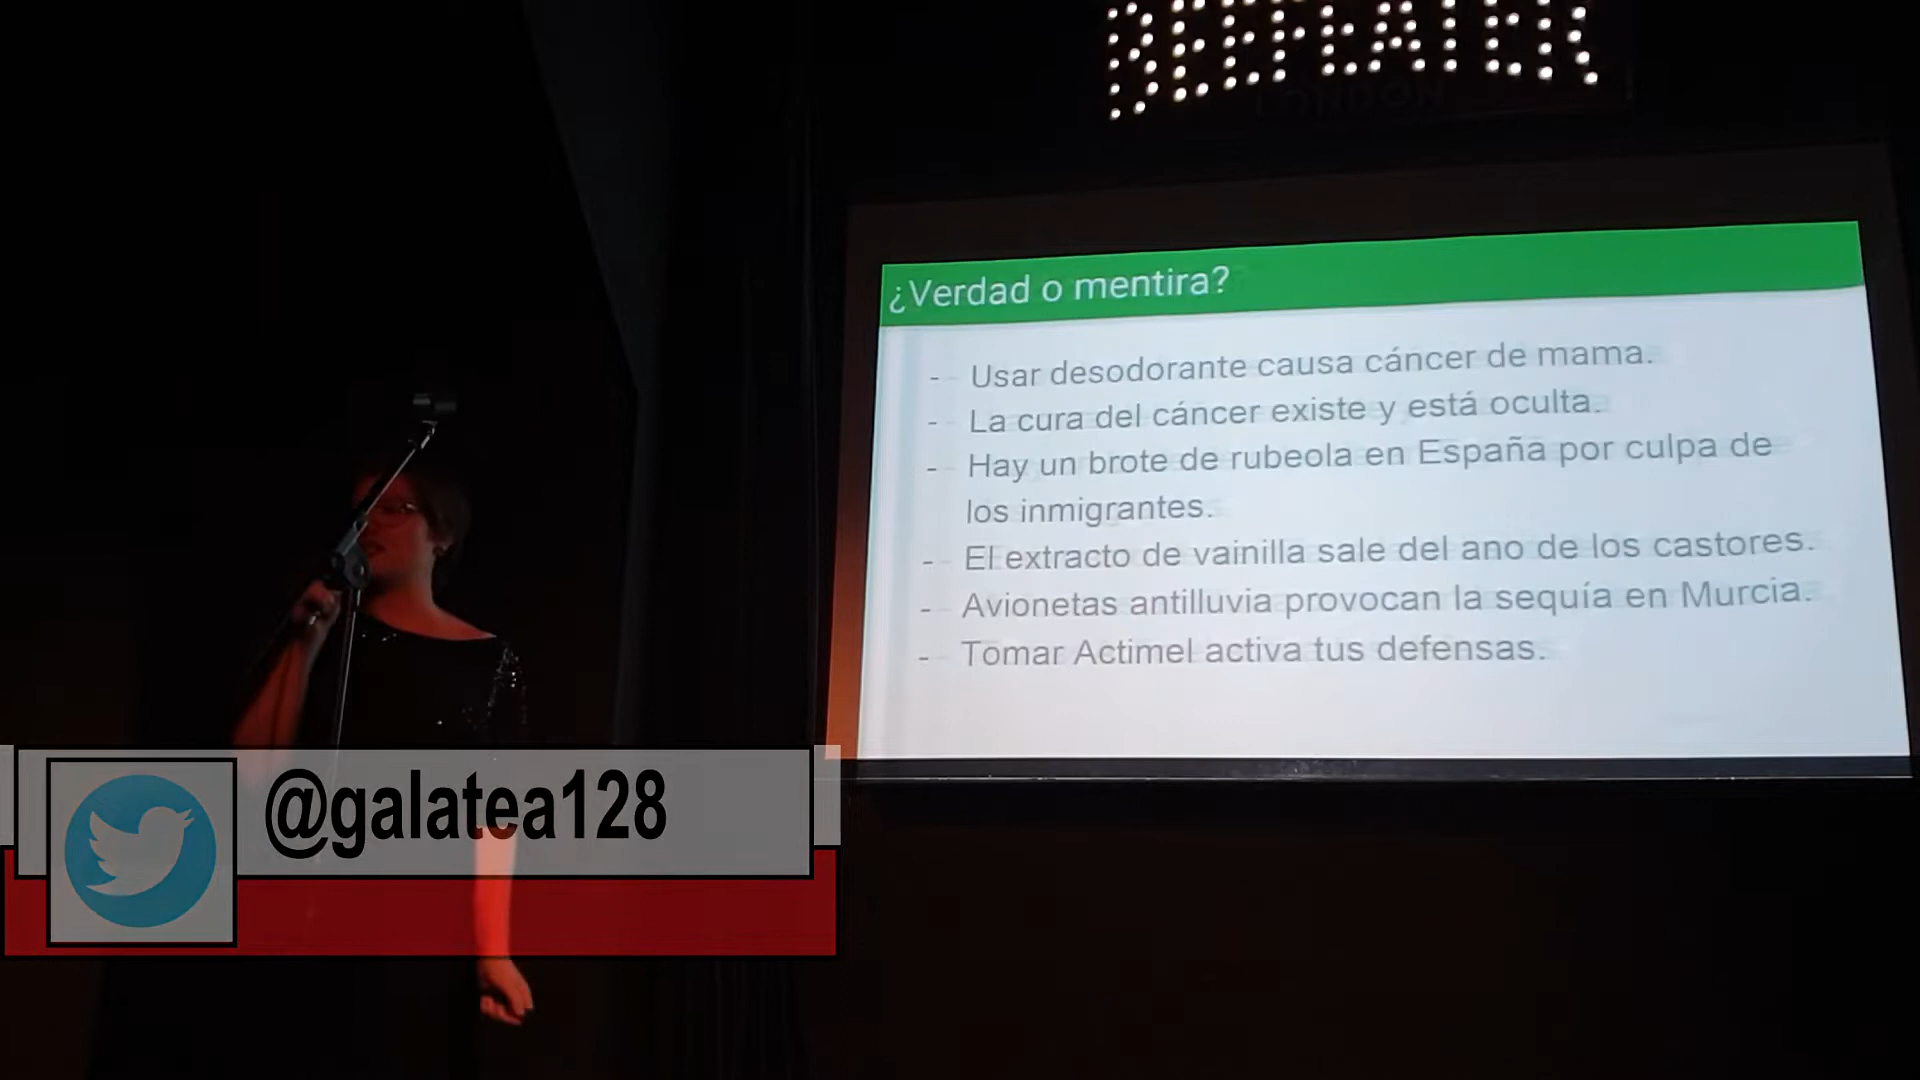 BEEFEATER
LONDON
¿Verdad o mentira?
- Usar desodorante causa cáncer de mama.
- La cura del cáncer existe y está oculta.
- Hay un brote de rubeola en España por culpa de
los inmigrantes.
- El extracto de vainilla sale del ano de los castores.
- Avionetas antilluvia provocan la sequía en Murcia.
- Tomar Actimel activa tus defensas.
@galatea128